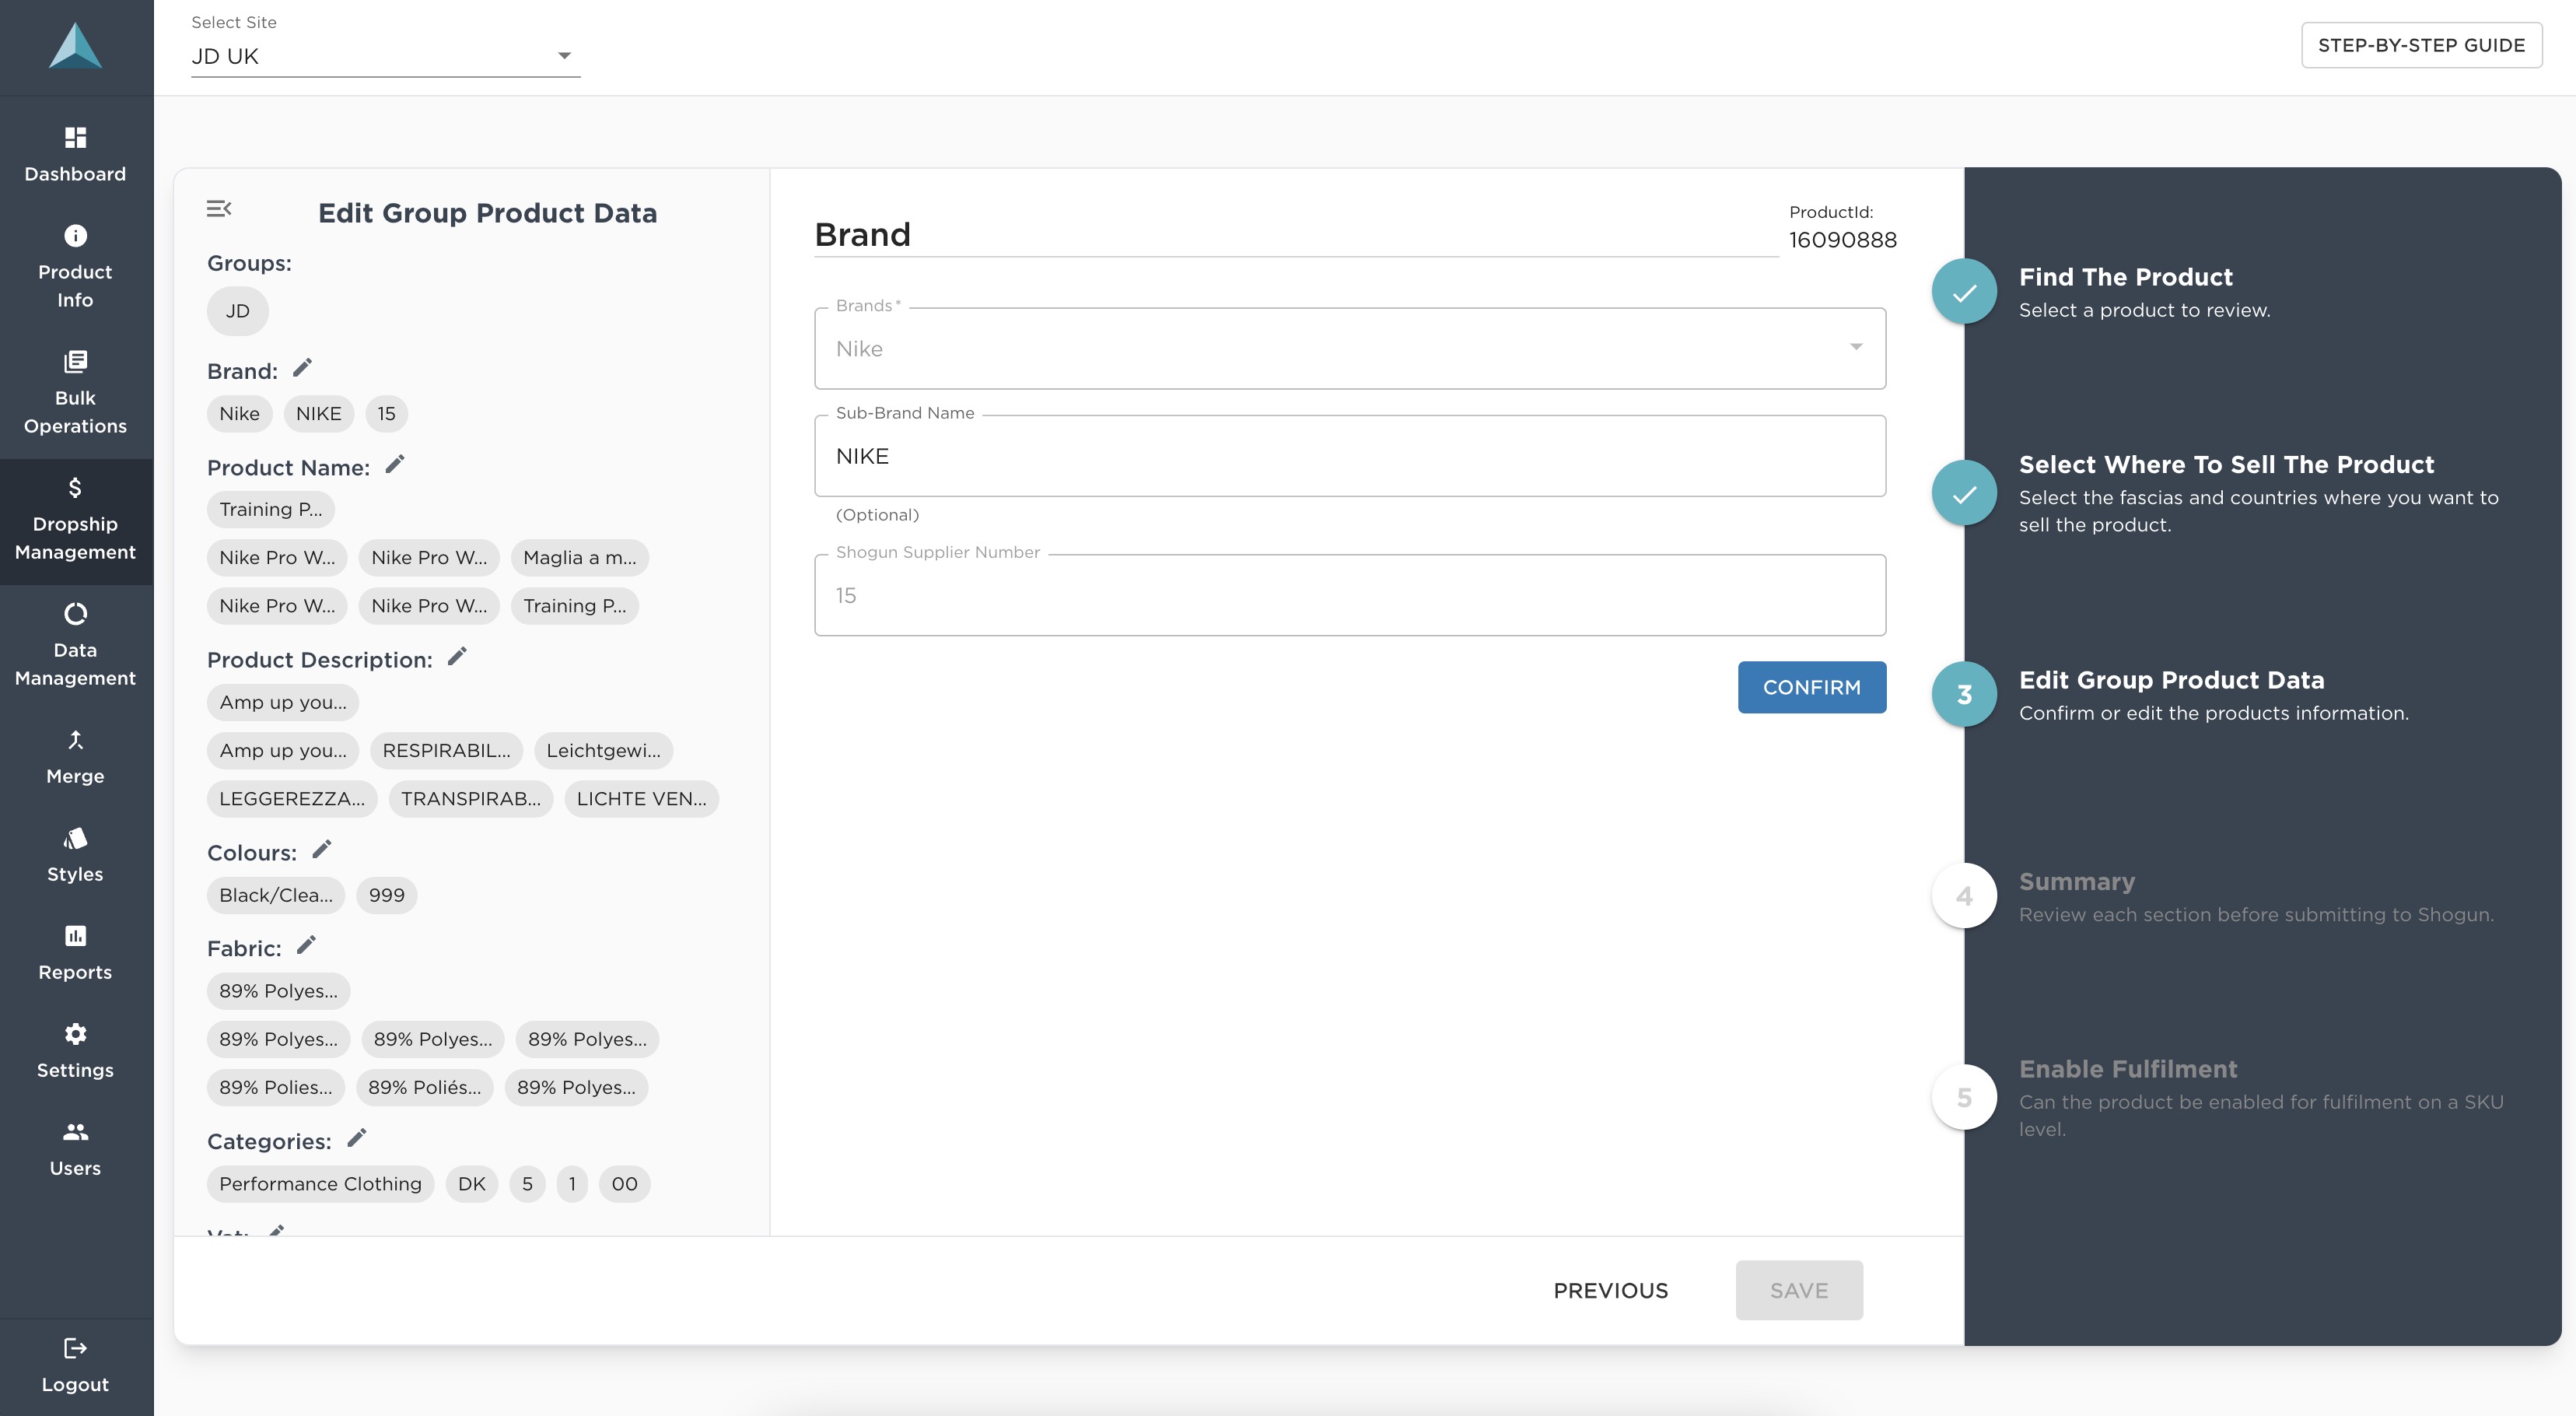 Select Site
JD UK
STEP-BY-STEP GUIDE
Dashboard
Product
Info
Bulk
Operations
Dropship
Management
Data
Management
Merge
Styles
Reports
Settings
Users
Logout
Edit Group Product Data
Groups:
JD
Brand:
Nike NIKE 15
Product Name:
Training P...
Nike Pro W... Nike Pro W... Maglia a m...
Nike Pro W... Nike Pro W... Training P...
Product Description:
Amp up you...
Amp up you... RESPIRABIL... Leichtgewi...
LEGGEREZZA... TRANSPIRAB... LICHTE VEN...
Colours:
Black/Clea... 999
Fabric:
89% Polyes...
89% Polyes... 89% Polyes... 89% Polyes...
89% Polies... 89% Poliés... 89% Polyes...
Categories:
Performance Clothing DK 5 1 00
Vat:
Brand
ProductId:
16090888
Brands *
Nike
Sub-Brand Name
NIKE
(Optional)
Shogun Supplier Number
15
CONFIRM
PREVIOUS
SAVE
Find The Product
Select a product to review.
Select Where To Sell The Product
Select the fascias and countries where you want to
sell the product.
3
Edit Group Product Data
Confirm or edit the products information.
4
Summary
Review each section before submitting to Shogun.
5
Enable Fulfilment
Can the product be enabled for fulfilment on a SKU
level.